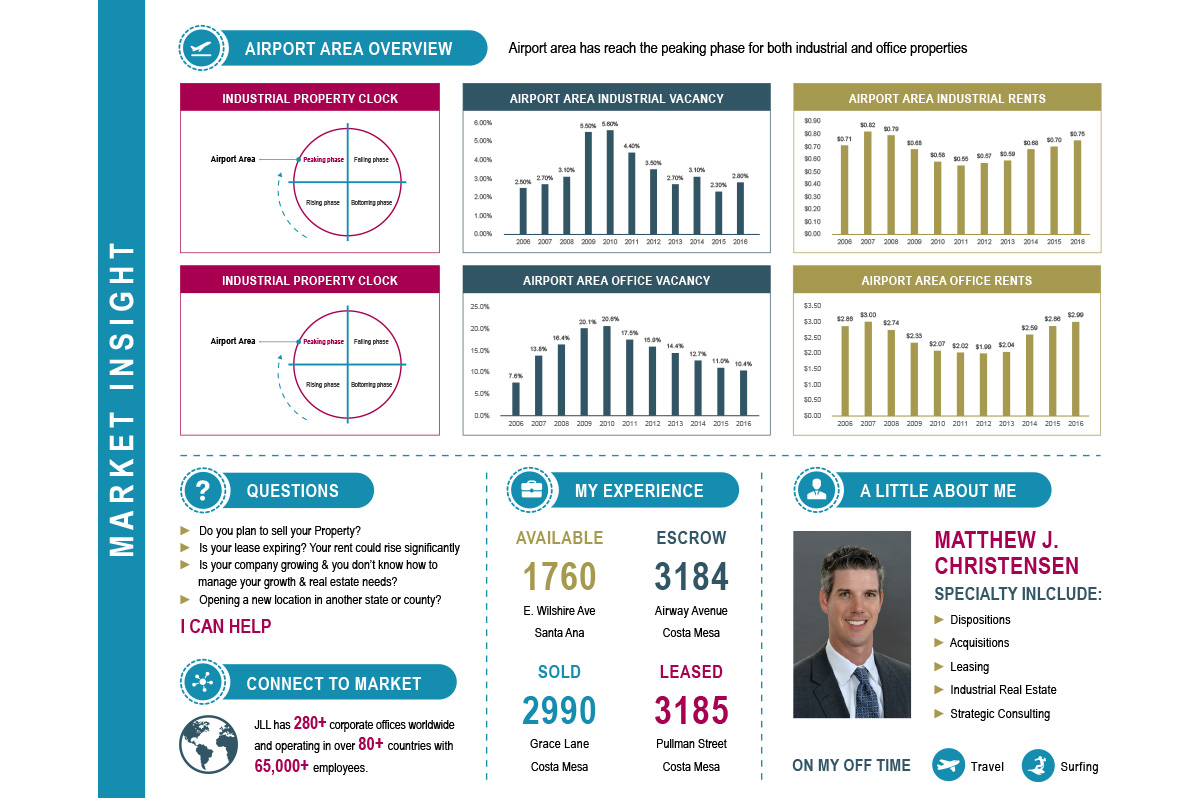 MARKET INSIGHT
AIRPORT AREA OVERVIEW
Airport area has reach the peaking phase for both industrial and office properties
INDUSTRIAL PROPERTY CLOCK
Airport Area
Peaking phase
Falling phase
Rising phase
Bottoming phase
AIRPORT AREA INDUSTRIAL VACANCY
6.00%
5.00%
4.00%
3.00%
2.00%
1.00%
0.00%
2.50% 2.70% 3.10% 5.50% 5.60% 4.40% 3.50% 2.70% 3.10% 2.30% 2.80%
2006 2007 2008 2009 2010 2011 2012 2013 2014 2015 2016
AIRPORT AREA INDUSTRIAL RENTS
$0.90
$0.80
$0.70
$0.60
$0.50
$0.40
$0.30
$0.20
$0.10
$0.00
$0.71 $0.82 $0.79 $0.68 $0.58 $0.55 $0.57 $0.59 $0.68 $0.70 $0.75
2006 2007 2008 2009 2010 2011 2012 2013 2014 2015 2016
INDUSTRIAL PROPERTY CLOCK
Airport Area
Peaking phase
Falling phase
Rising phase
Bottoming phase
AIRPORT AREA OFFICE VACANCY
25.0%
20.0%
15.0%
10.0%
5.0%
0.0%
7.6% 13.8% 16.4% 20.1% 20.6% 17.5% 15.9% 14.4% 12.7% 11.0% 10.4%
2006 2007 2008 2009 2010 2011 2012 2013 2014 2015 2016
AIRPORT AREA OFFICE RENTS
$3.50
$3.00
$2.50
$2.00
$1.50
$1.00
$0.50
$0.00
$2.86 $3.00 $2.74 $2.33 $2.07 $2.02 $1.99 $2.04 $2.59 $2.86 $2.99
2006 2007 2008 2009 2010 2011 2012 2013 2014 2015 2016
? QUESTIONS
Do you plan to sell your Property?
Is your lease expiring? Your rent could rise significantly
Is your company growing & you don't know how to
manage your growth & real estate needs?
Opening a new location in another state or county?
I CAN HELP
CONNECT TO MARKET
JLL has 280+ corporate offices worldwide
and operating in over 80+ countries with
65,000+ employees.
MY EXPERIENCE
AVAILABLE
1760
E. Wilshire Ave
Santa Ana
ESCROW
3184
Airway Avenue
Costa Mesa
SOLD
2990
Grace Lane
Costa Mesa
LEASED
3185
Pullman Street
Costa Mesa
A LITTLE ABOUT ME
MATTHEW J.
CHRISTENSEN
SPECIALTY INLCLUDE:
Dispositions
Acquisitions
Leasing
Industrial Real Estate
Strategic Consulting
ON MY OFF TIME
Travel
Surfing